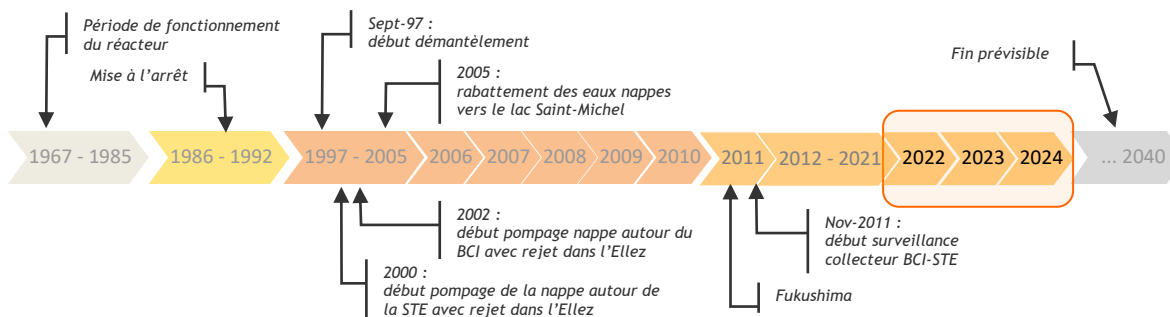 Période de fonctionnement
du réacteur
Mise à l'arrêt
Sept-97 :
début démantèlement
2005 :
rabattement des eaux nappes
vers le lac Saint-Michel
Fin prévisible
1967 - 1985
1986 - 1992
1997 - 2005
2006
2007
2008
2009
2010
2011
2012 - 2021
2022
2023
2024
... 2040
2002 :
début pompage nappe autour du
BCI avec rejet dans l'Ellez
2000 :
début pompage de la nappe autour de
la STE avec rejet dans l'Ellez
Nov-2011 :
début surveillance
collecteur BCI-STE
Fukushima